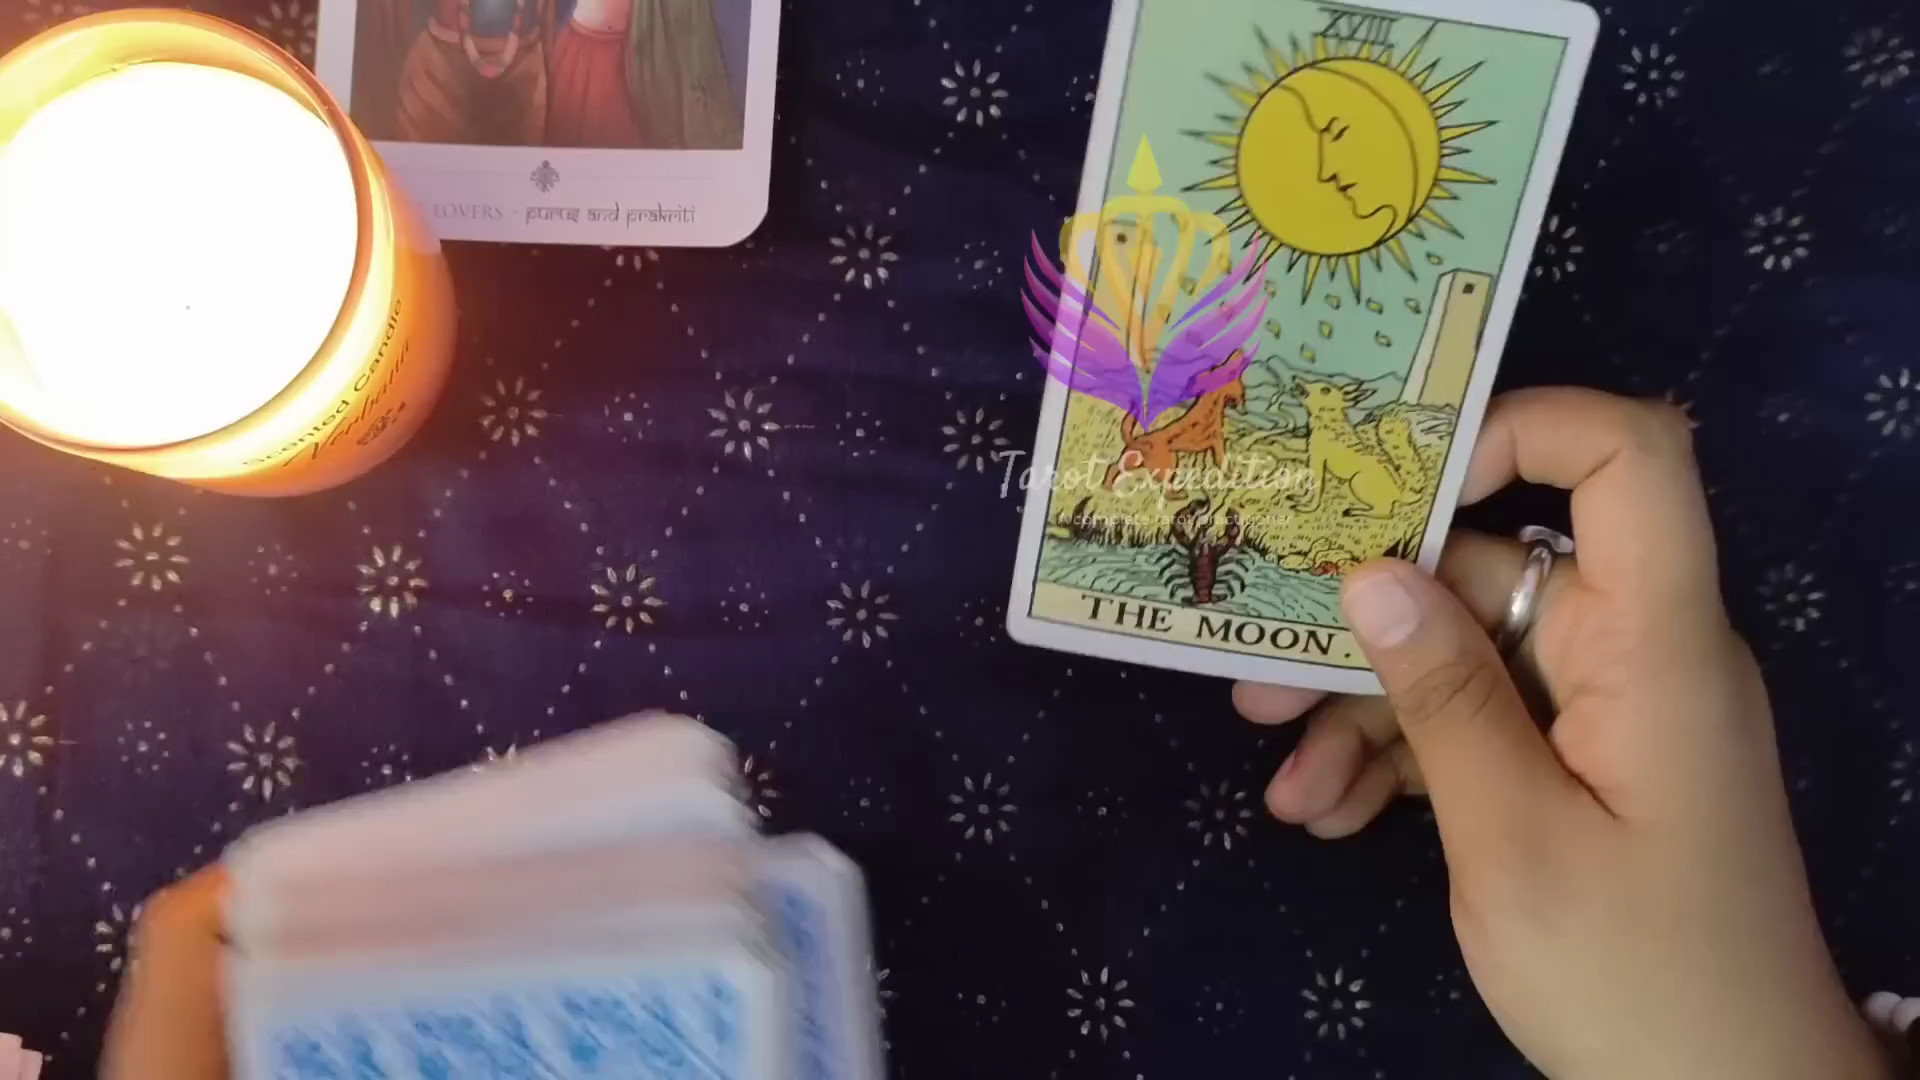 XVIII
LOVERS - purus and prakriti
Scented Candle
Tarot Expedition
THE MOON.